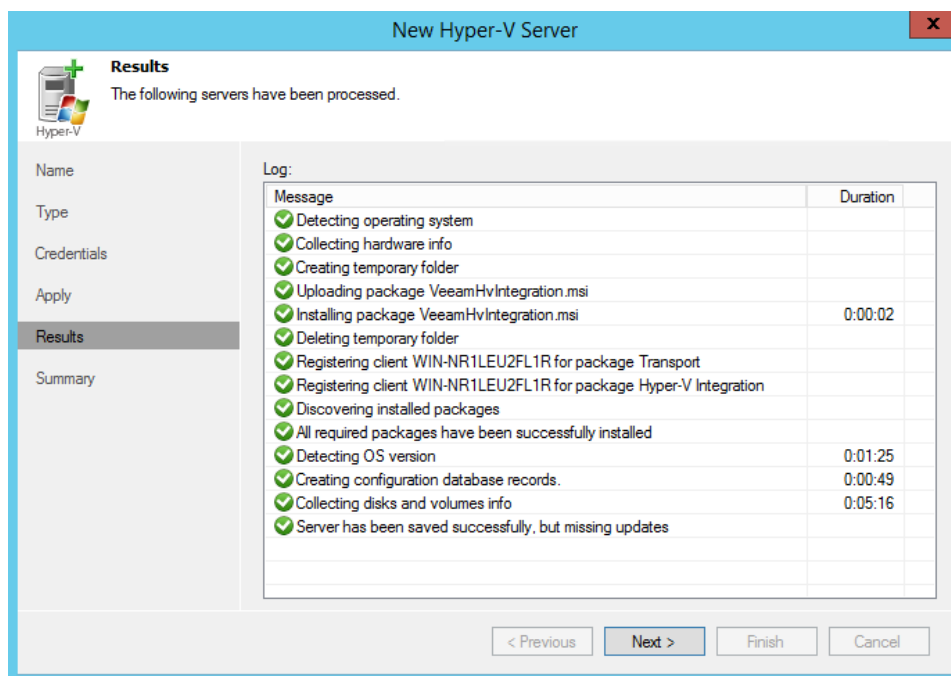 New Hyper-V Server
x
Results
The following servers have been processed.
Hyper-V
Name
Type
Credentials
Apply
Results
Summary
Log:
Message Duration
Detecting operating system
Collecting hardware info
Creating temporary folder
Uploading package VeeamHvIntegration.msi
Installing package VeeamHvIntegration.msi 0:00:02
Deleting temporary folder
Registering client WIN-NR1LEU2FL1R for package Transport
Registering client WIN-NR1LEU2FL1R for package Hyper-V Integration
Discovering installed packages
All required packages have been successfully installed
Detecting OS version 0:01:25
Creating configuration database records. 0:00:49
Collecting disks and volumes info 0:05:16
Server has been saved successfully, but missing updates
< Previous Next > Finish Cancel